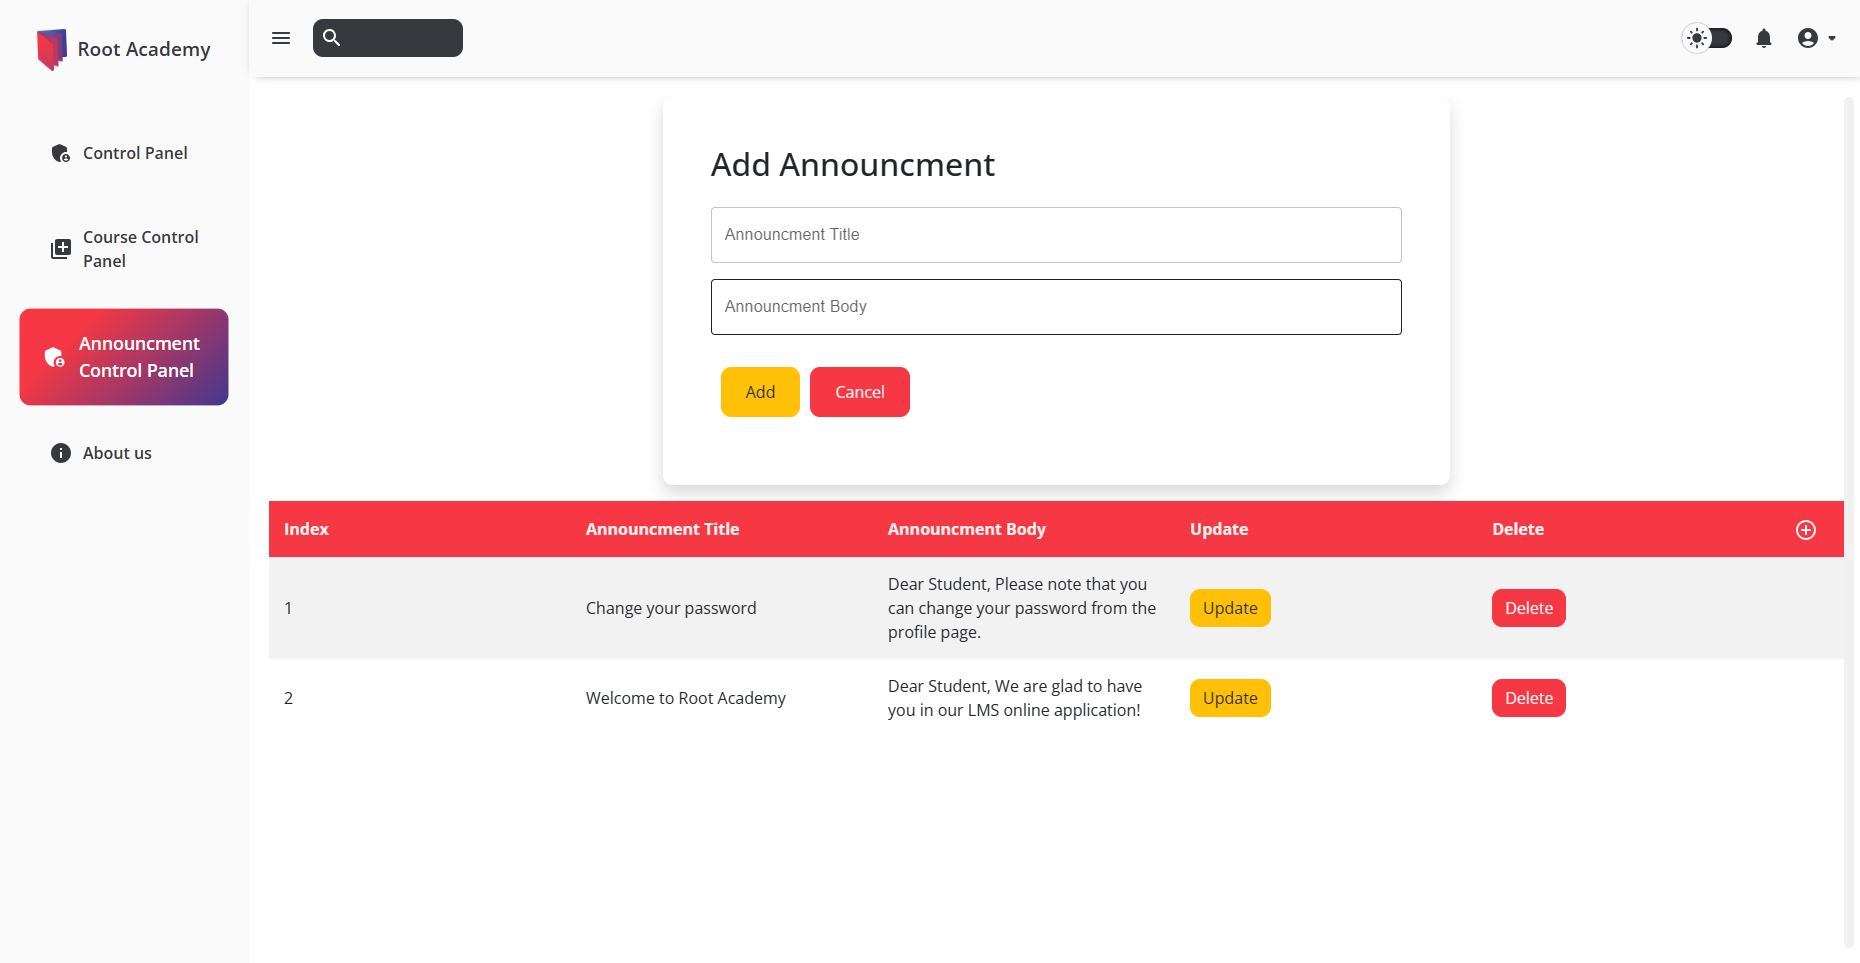 Root Academy
Control Panel
Course Control
Panel
Announcment
Control Panel
About us
Add Announcment
Announcment Title
Announcment Body
Add Cancel
Index Announcment Title Announcment Body Update Delete
1 Change your password Dear Student, Please note that you
can change your password from the
profile page. Update Delete
2 Welcome to Root Academy Dear Student, We are glad to have
you in our LMS online application! Update Delete